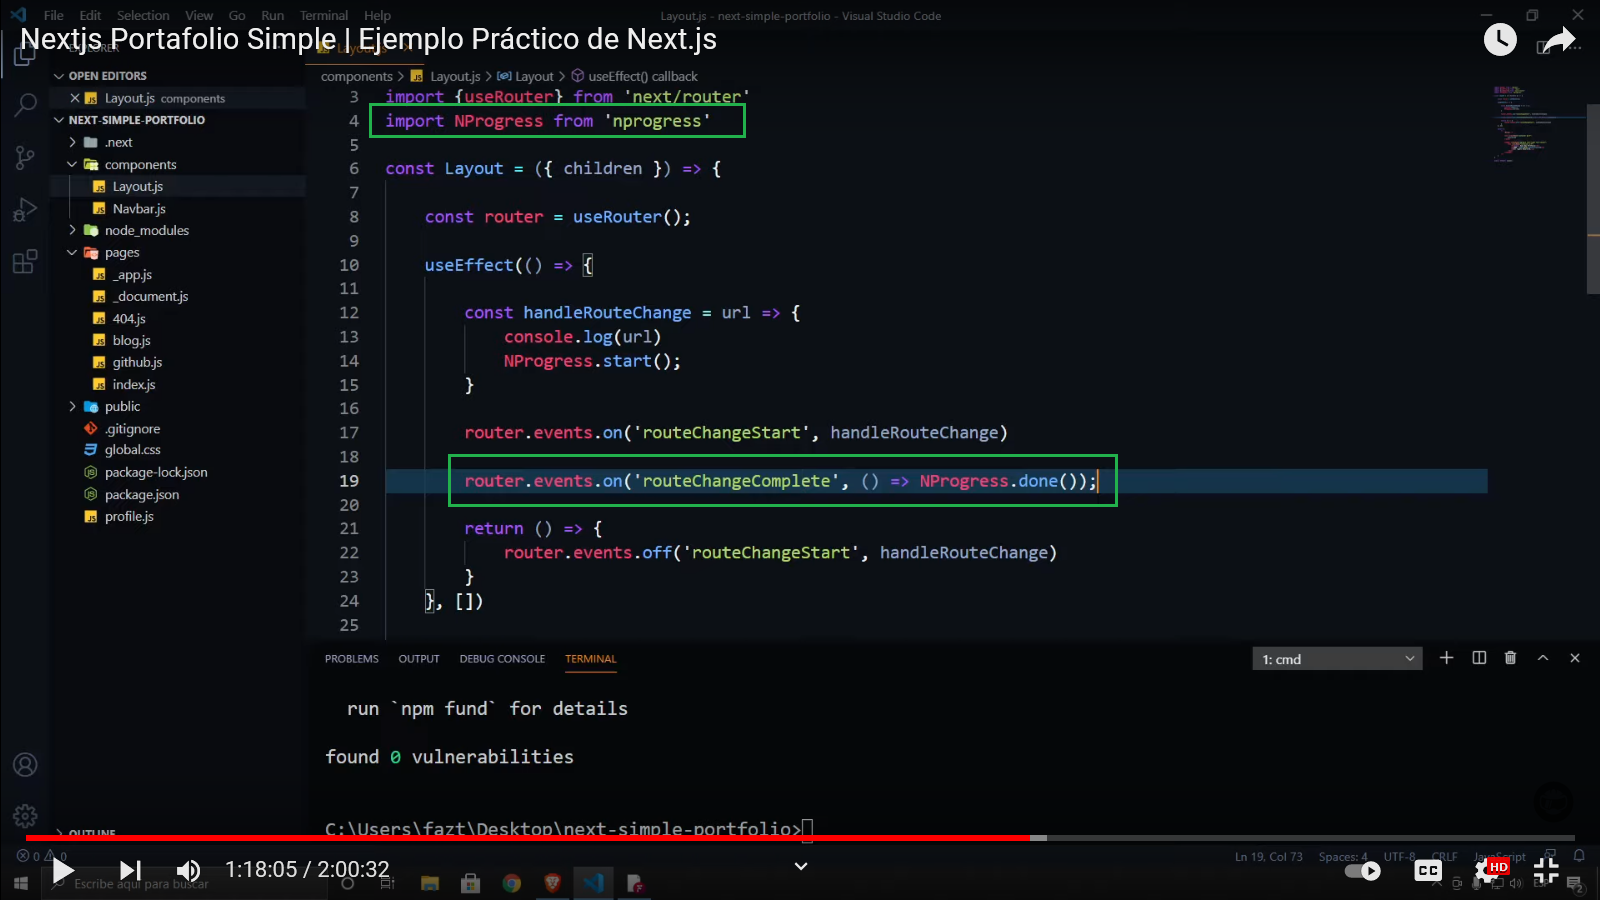 File Edit Selection View Go Run Terminal Help
Layout.js - next-simple-portfolio - Visual Studio Code
Nextjs Portafolio Simple | Ejemplo Práctico de Next.js
OPEN EDITORS
Layout.js components
NEXT-SIMPLE-PORTFOLIO
.next
components
Layout.js
Navbar.js
node_modules
pages
_app.js
_document.js
404.js
blog.js
github.js
index.js
public
.gitignore
global.css
package-lock.json
package.json
profile.js
OUTLINE
components > Layout.js > Layout > useEffect() callback
3 import {useRouter} from 'next/router'
4 import NProgress from 'nprogress'
5
6 const Layout = ({ children }) => {
7
8 const router = useRouter();
9
10 useEffect(() => {
11
12 const handleRouteChange = url => {
13 console.log(url)
14 NProgress.start();
15 }
16
17 router.events.on('routeChangeStart', handleRouteChange)
18
19 router.events.on('routeChangeComplete', () => NProgress.done());
20
21 return () => {
22 router.events.off('routeChangeStart', handleRouteChange)
23 }
24 }, [])
25
PROBLEMS OUTPUT DEBUG CONSOLE TERMINAL
1: cmd
run `npm fund` for details
found 0 vulnerabilities
C:\Users\fazt\Desktop\next-simple-portfolio>
0 0
Ln 19, Col 73 Spaces: 4 UTF-8 CRLF JavaScript
1:18:05 / 2:00:32
CC
HD
Escribe aquí para buscar
ESP
2